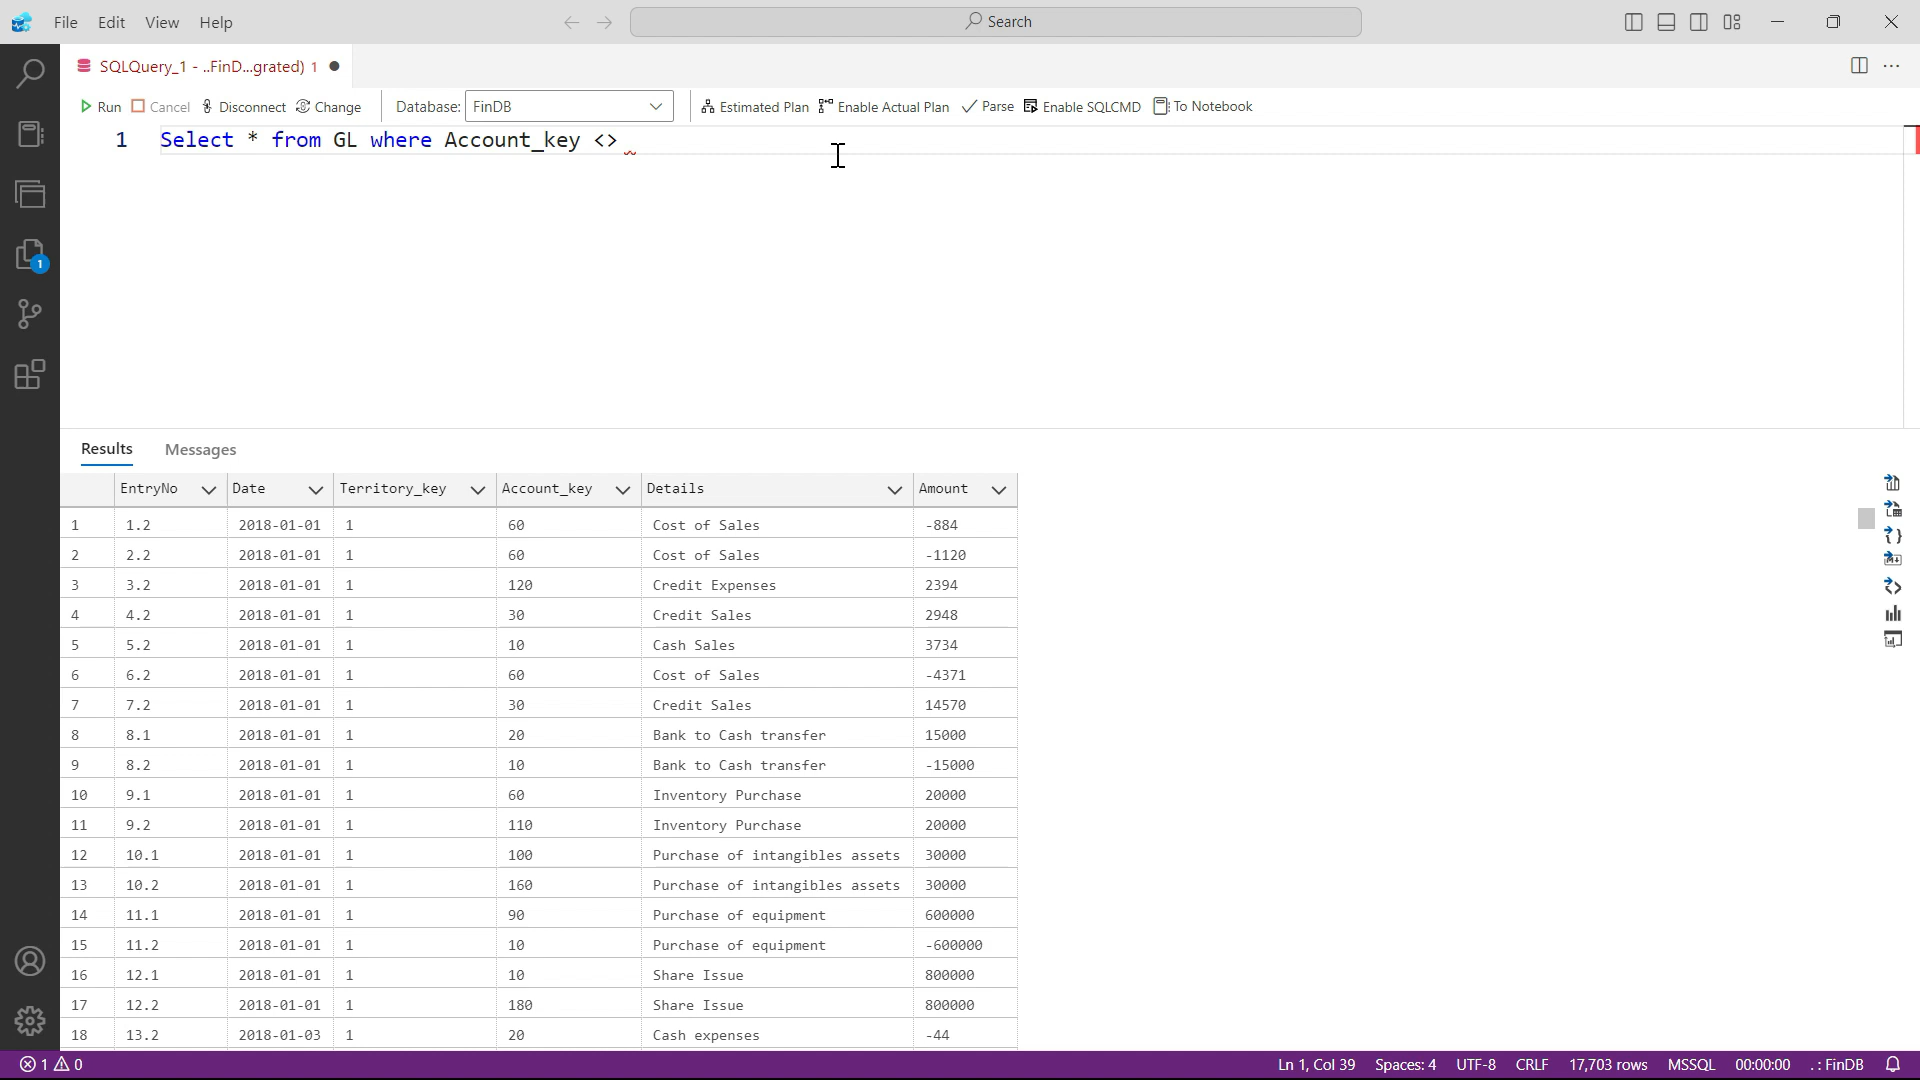 File Edit View Help Search
SQLQuery_1 - ..FinD...grated) 1
Run Cancel Disconnect Change Database: FinDB Estimated Plan Enable Actual Plan Parse Enable SQLCMD To Notebook
1 Select * from GL where Account_key <>
1
Results Messages
EntryNo Date Territory_key Account_key Details Amount
1 1.2 2018-01-01 1 60 Cost of Sales -884
2 2.2 2018-01-01 1 60 Cost of Sales -1120
3 3.2 2018-01-01 1 120 Credit Expenses 2394
4 4.2 2018-01-01 1 30 Credit Sales 2948
5 5.2 2018-01-01 1 10 Cash Sales 3734
6 6.2 2018-01-01 1 60 Cost of Sales -4371
7 7.2 2018-01-01 1 30 Credit Sales 14570
8 8.1 2018-01-01 1 20 Bank to Cash transfer 15000
9 8.2 2018-01-01 1 10 Bank to Cash transfer -15000
10 9.1 2018-01-01 1 60 Inventory Purchase 20000
11 9.2 2018-01-01 1 110 Inventory Purchase 20000
12 10.1 2018-01-01 1 100 Purchase of intangibles assets 30000
13 10.2 2018-01-01 1 160 Purchase of intangibles assets 30000
14 11.1 2018-01-01 1 90 Purchase of equipment 600000
15 11.2 2018-01-01 1 10 Purchase of equipment -600000
16 12.1 2018-01-01 1 10 Share Issue 800000
17 12.2 2018-01-01 1 180 Share Issue 800000
18 13.2 2018-01-03 1 20 Cash expenses -44
1 0 Ln 1, Col 39 Spaces: 4 UTF-8 CRLF 17,703 rows MSSQL 00:00:00 . : FinDB